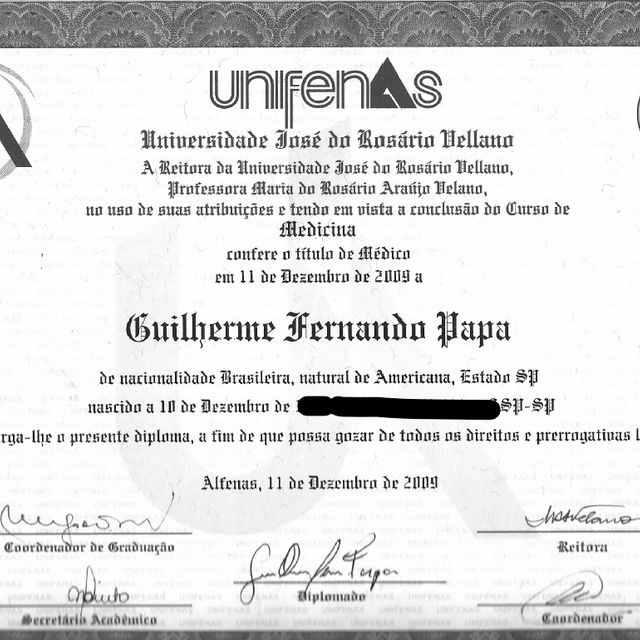 unifenas
Universidade José do Rosário Vellano
A Reitora da Universidade José do Rosário Vellano,
Professora Maria do Rosário Araújo Velano,
no uso de suas atribuições e tendo em vista a conclusão do Curso de
Medicina
confere o título de Médico
em 11 de Dezembro de 2009 a
Guilherme Fernando Papa
de nacionalidade Brasileira, natural de Americana, Estado SP
nascido a 10 de Dezembro de SSP-SP
rga-lhe o presente diploma, a fim de que possa gozar de todos os direitos e prerrogativas l
Alfenas, 11 de Dezembro de 2009
Coordenador de Graduação
Reitora
Diplomado
Secretário Acadêmico
Coordenador